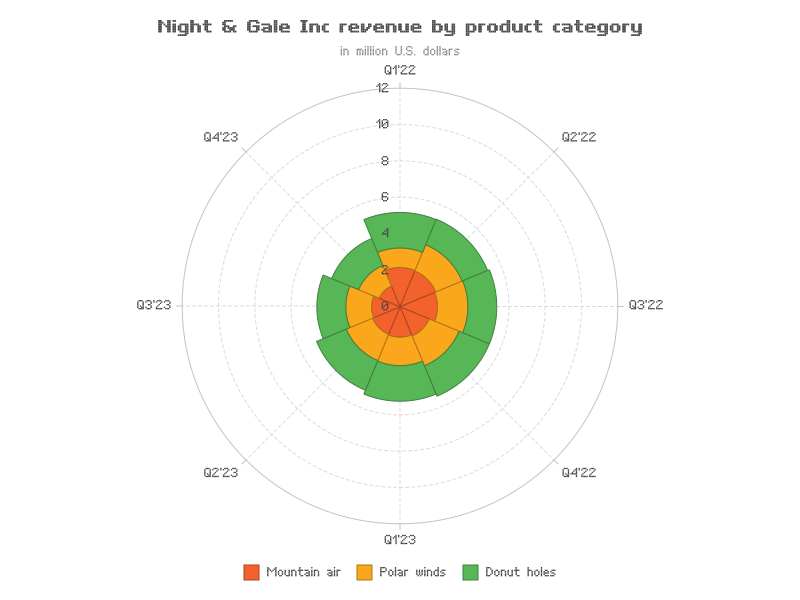 Night & Gale Inc revenue by product category
in million U.S. dollars
Q1'22
12
10
Q4'23
Q2'22
8
6
4
2
Q3'23
0
Q3'22
Q2'23
Q4'22
Q1'23
Mountain air
Polar winds
Donut holes